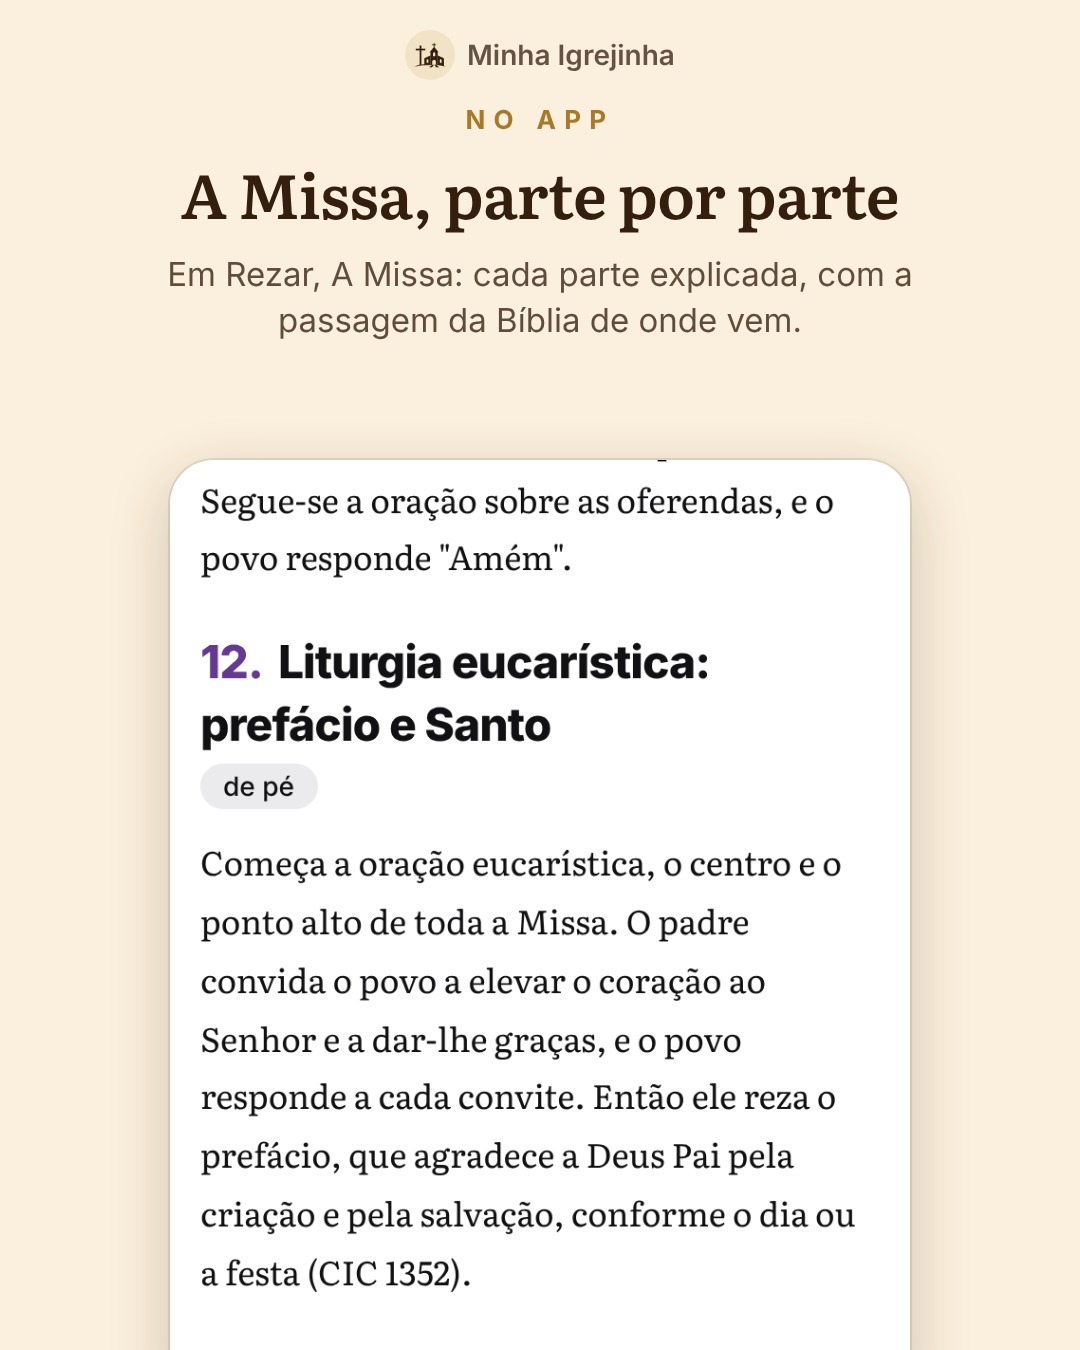 Minha Igrejinha
NO APP
A Missa, parte por parte
Em Rezar, A Missa: cada parte explicada, com a
passagem da Bíblia de onde vem.
Segue-se a oração sobre as oferendas, e o
povo responde "Amém".
12. Liturgia eucarística:
prefácio e Santo
de pé
Começa a oração eucarística, o centro e o
ponto alto de toda a Missa. O padre
convida o povo a elevar o coração ao
Senhor e a dar-lhe graças, e o povo
responde a cada convite. Então ele reza o
prefácio, que agradece a Deus Pai pela
criação e pela salvação, conforme o dia ou
a festa (CIC 1352).